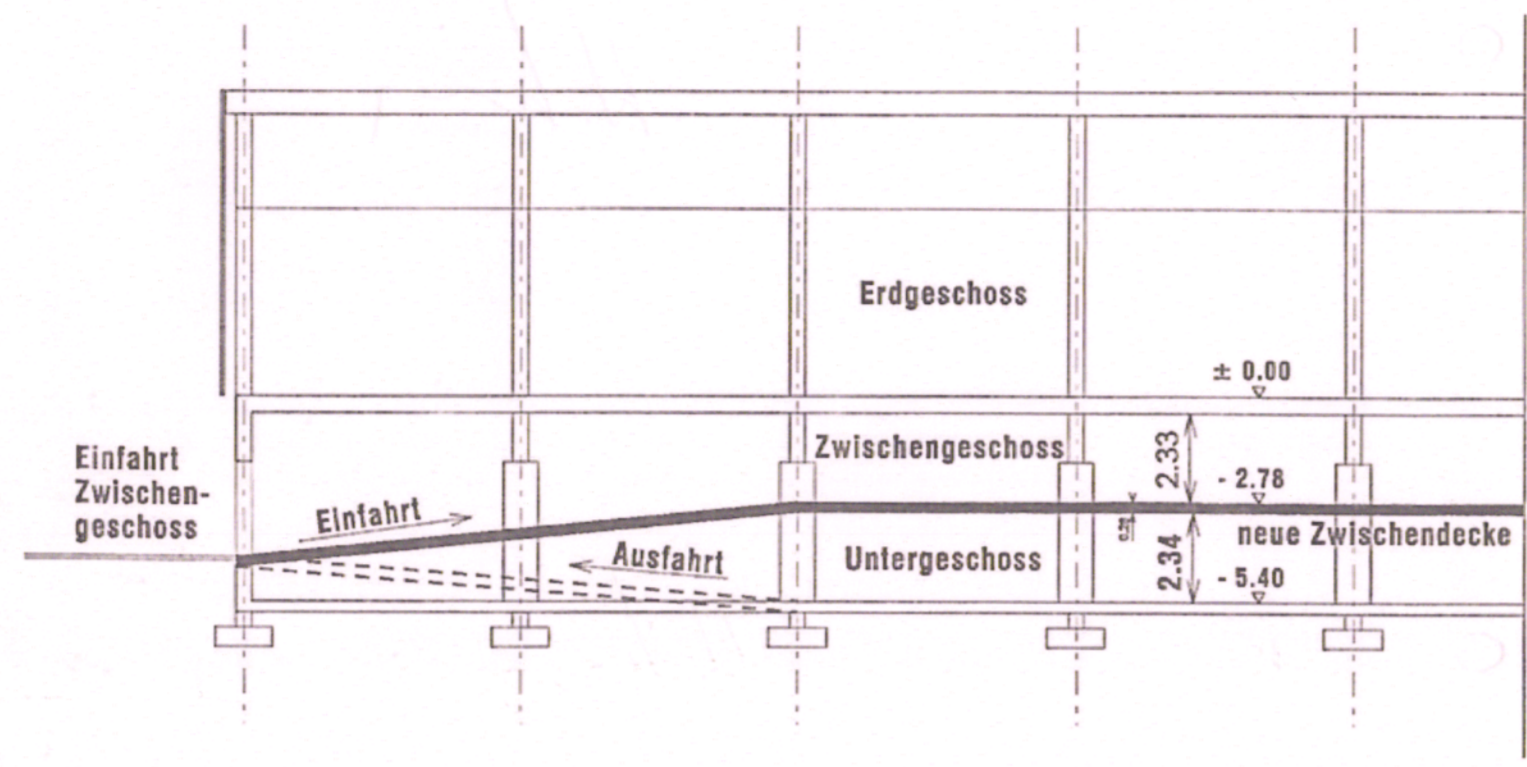 Erdgeschoss
± 0.00
Einfahrt
Zwischen-
geschoss
Zwischengeschoss
2.33
- 2.78
Einfahrt
neue Zwischendecke
Ausfahrt
Untergeschoss
2.34
- 5.40